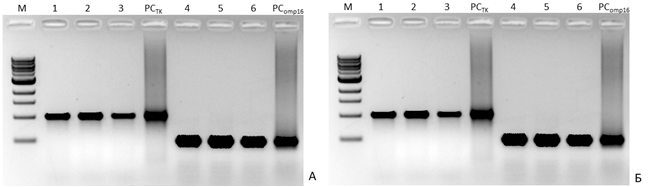 M 1 2 3 PCTK 4 5 6 PComp16
А
M 1 2 3 PCTK 4 5 6 PComp16
Б